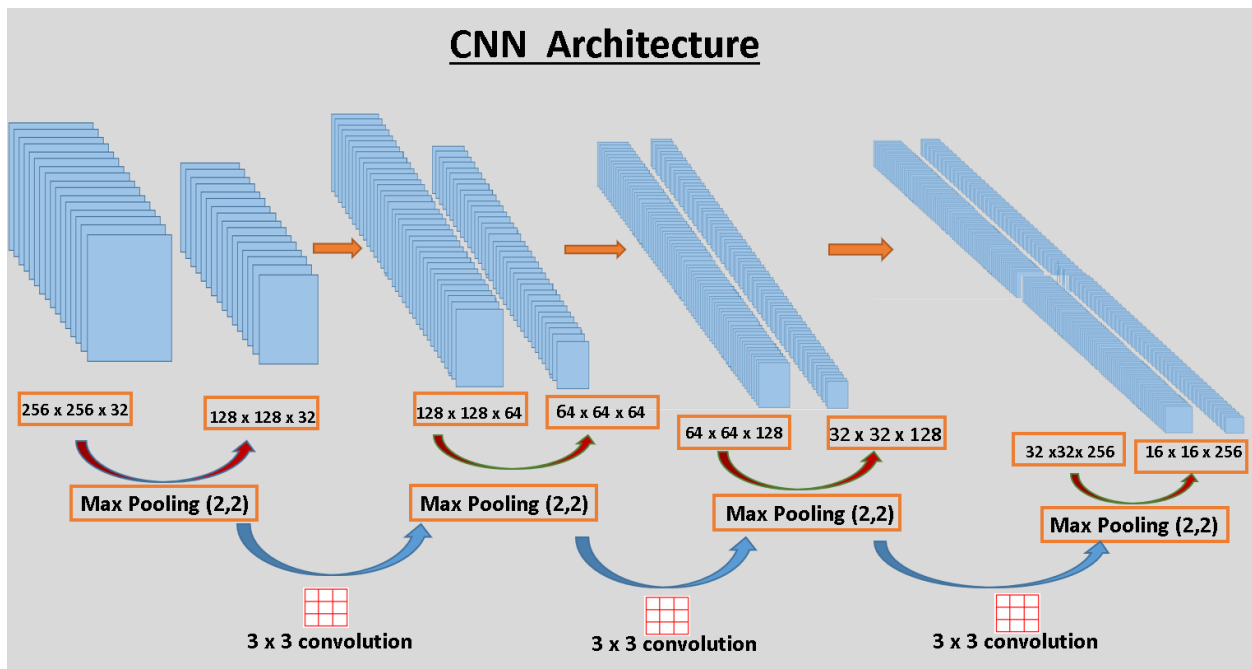 CNN Architecture
256 x 256 x 32
128 x 128 x 32
128 x 128 x 64
64 x 64 x 64
64 x 64 x 128
32 x 32 x 128
32 x32x 256
16 x 16 x 256
Max Pooling (2,2)
Max Pooling (2,2)
Max Pooling (2,2)
Max Pooling (2,2)
3 x 3 convolution
3 x 3 convolution
3 x 3 convolution